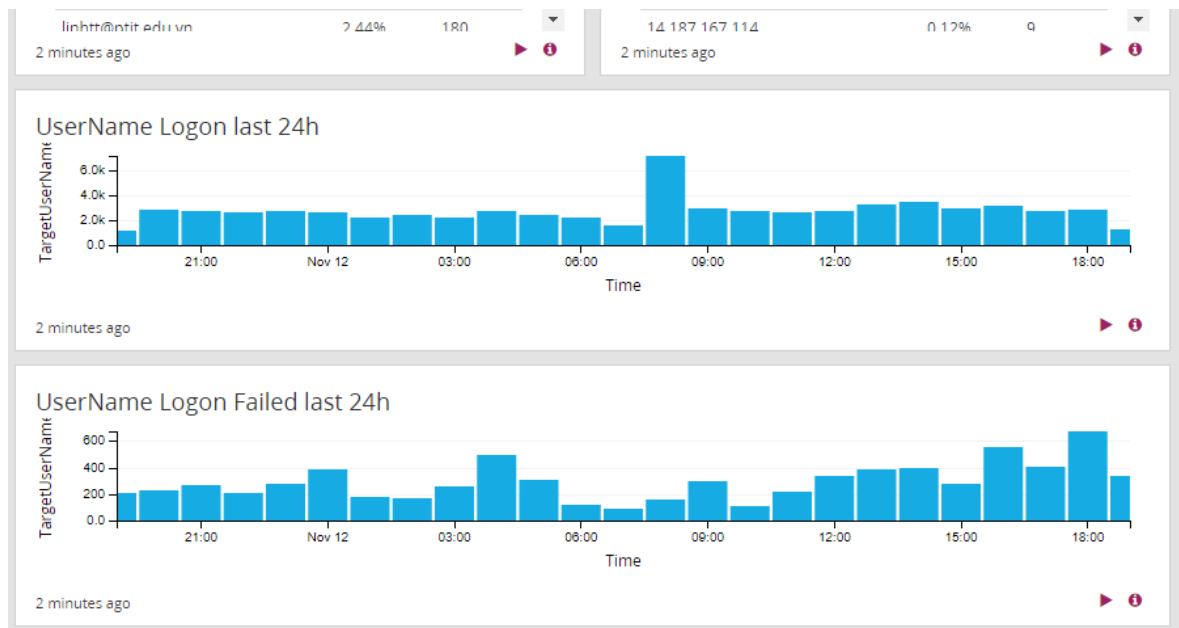 linhtt@ptit.edu.vn 2.44% 180
2 minutes ago
14.187.167.114 0.12% 9
2 minutes ago
UserName Logon last 24h
TargetUserName
6.0k
4.0k
2.0k
0.0
21:00 Nov 12 03:00 06:00 09:00 12:00 15:00 18:00
Time
2 minutes ago
UserName Logon Failed last 24h
TargetUserName
600
400
200
0.0
21:00 Nov 12 03:00 06:00 09:00 12:00 15:00 18:00
Time
2 minutes ago